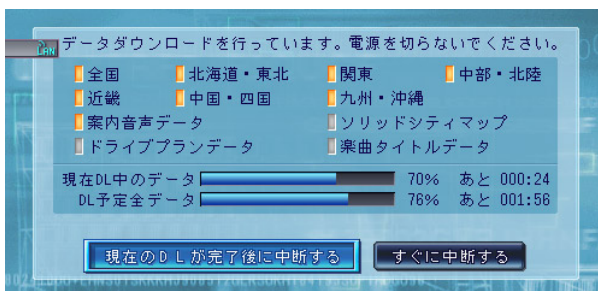 LAN
データダウンロードを行っています。電源を切らないでください。
全国 北海道・東北 関東 中部・北陸
近畿 中国・四国 九州・沖縄
案内音声データ ソリッドシティマップ
ドライブプランデータ 楽曲タイトルデータ
現在DL中のデータ 70% あと 000:24
DL予定全データ 76% あと 001:56
現在のDLが完了後に中断する すぐに中断する